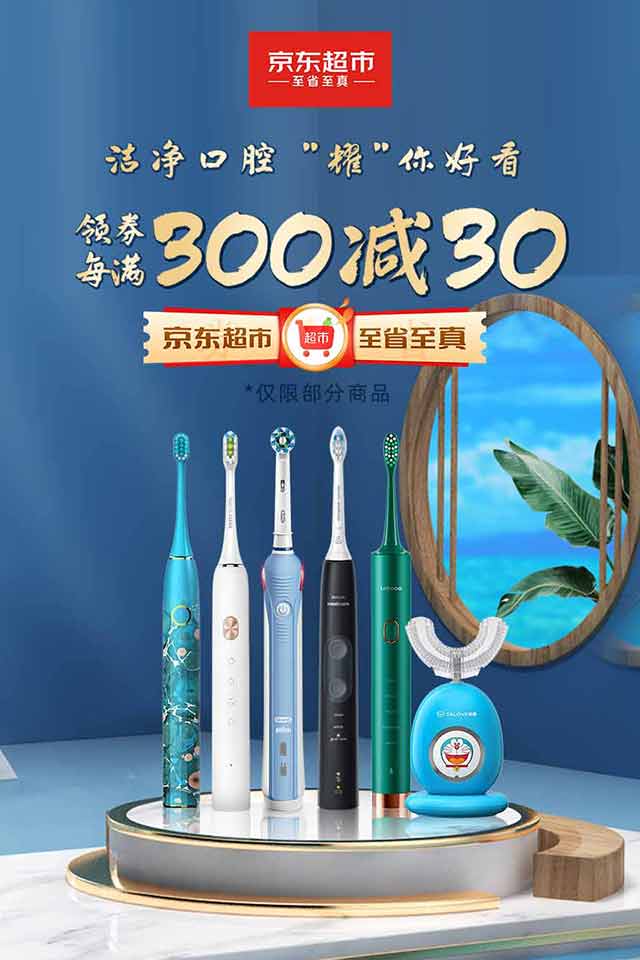 京东超市
至省至真
洁净口腔 "耀"你好看
领券
每满300减30
京东超市 超市 至省至真
*仅限部分商品